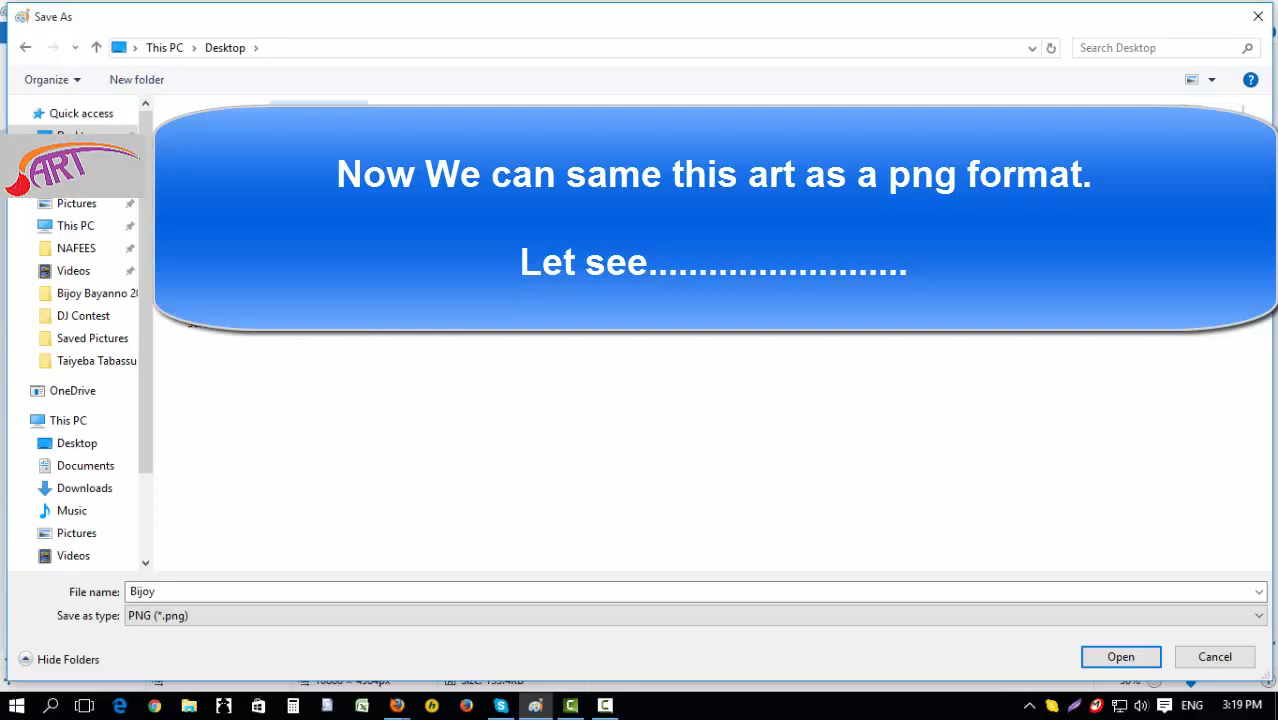 Save As
This PC
Desktop
Search Desktop
Organize
New folder
Quick access
ART
Now We can same this art as a png format.
Let see..........................
Pictures
This PC
NAFEES
Videos
Bijoy Bayanno 20
DJ Contest
Saved Pictures
Taiyeba Tabassu
OneDrive
This PC
Desktop
Documents
Downloads
Music
Pictures
Videos
File name: Bijoy
Save as type: PNG (*.png)
Hide Folders
Open
Cancel
ENG
3:19 PM